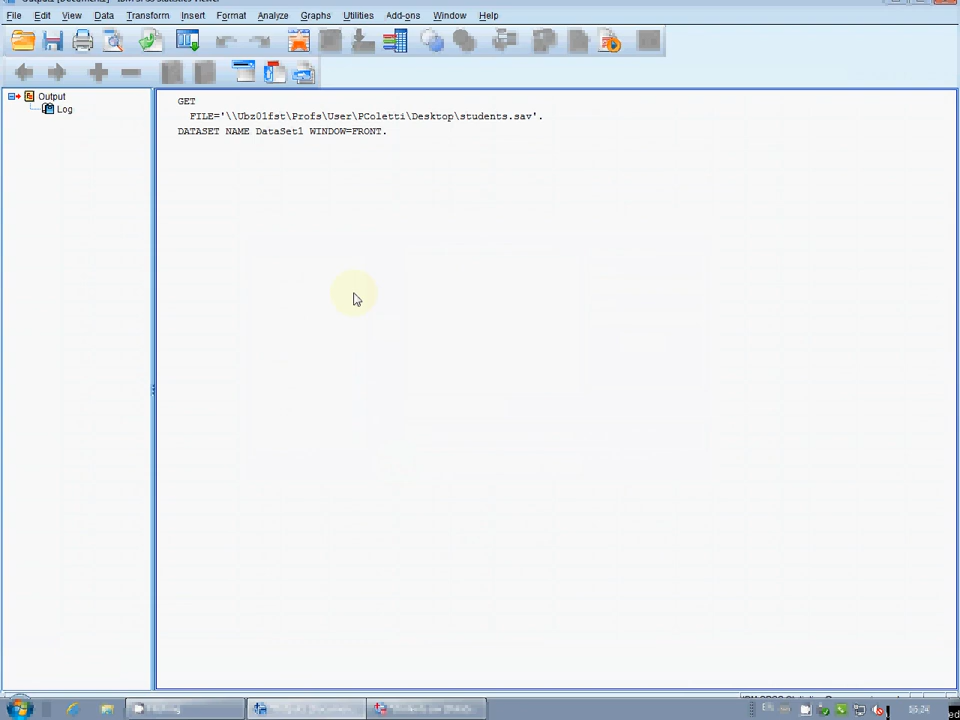 File Edit View Data Transform Insert Format Analyze Graphs Utilities Add-ons Window Help
Output
Log
GET
FILE='\\Ubz01fst\Profs\User\PColetti\Desktop\students.sav'.
DATASET NAME DataSet1 WINDOW=FRONT.
EN